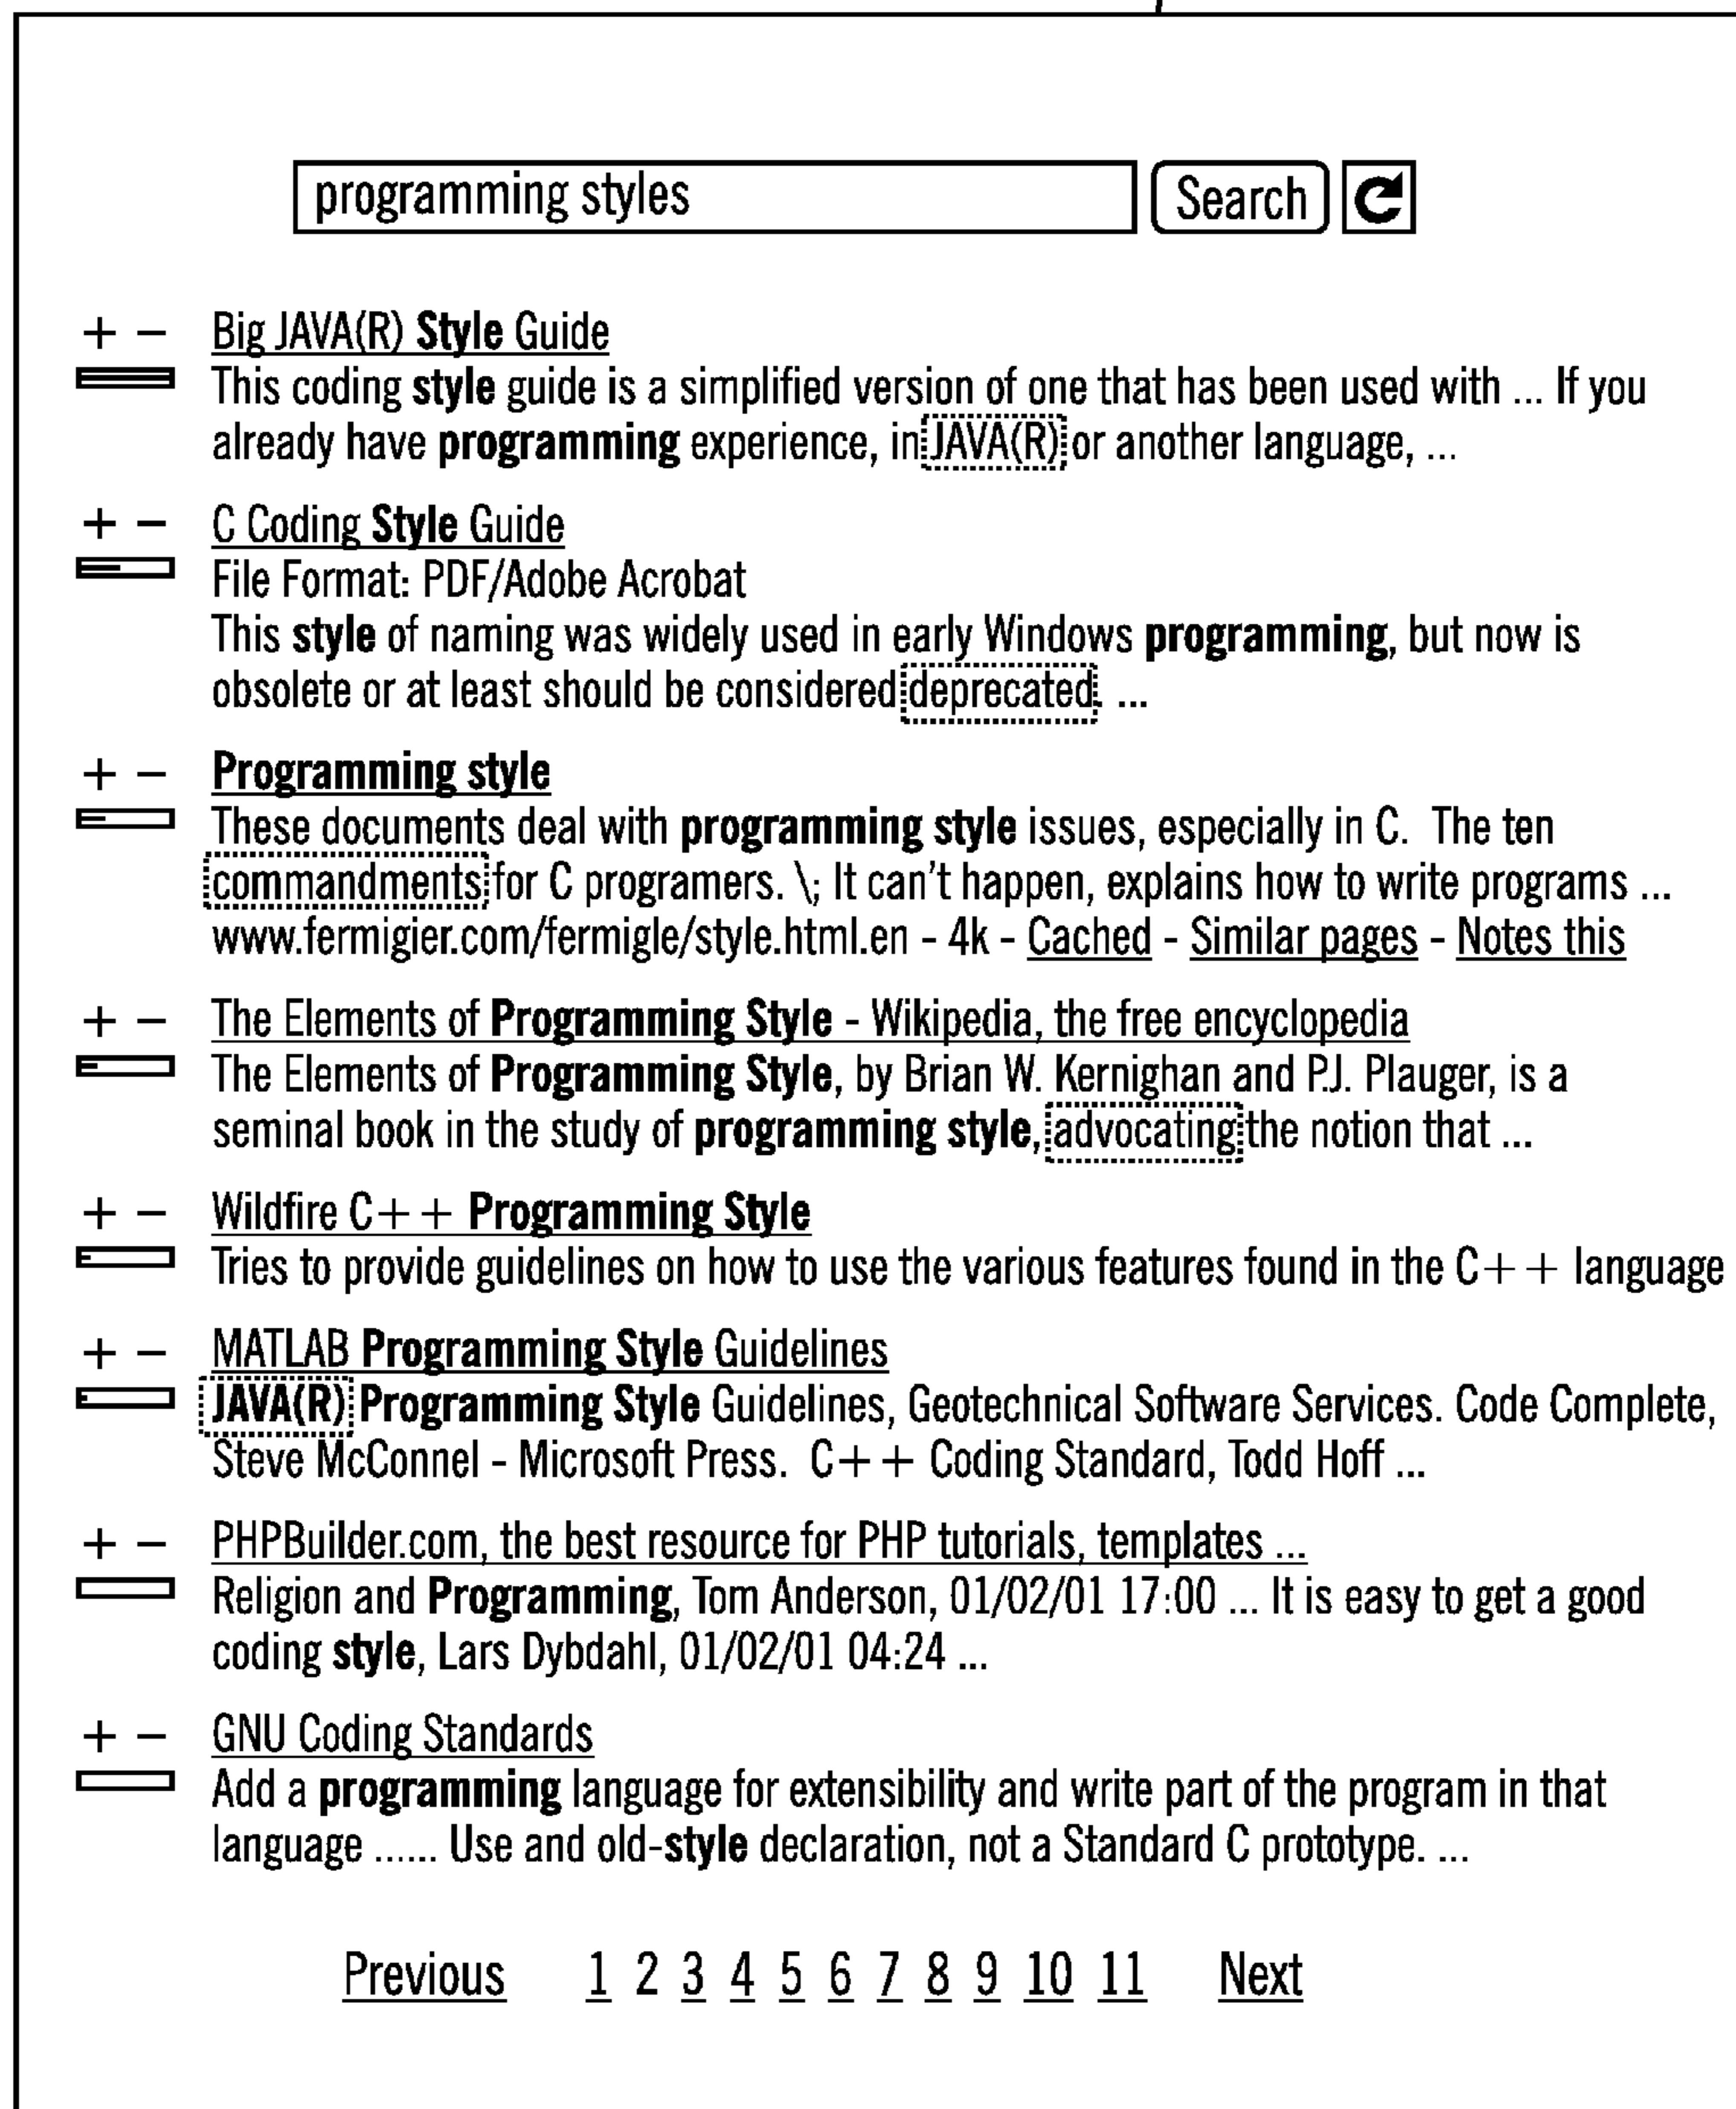 programming styles Search
+ − Big JAVA(R) Style Guide
This coding style guide is a simplified version of one that has been used with ... If you
already have programming experience, in JAVA(R) or another language, ...
+ − C Coding Style Guide
File Format: PDF/Adobe Acrobat
This style of naming was widely used in early Windows programming, but now is
obsolete or at least should be considered deprecated. ...
+ − Programming style
These documents deal with programming style issues, especially in C. The ten
commandments for C programers. \; It can't happen, explains how to write programs ...
www.fermigier.com/fermigle/style.html.en - 4k - Cached - Similar pages - Notes this
+ − The Elements of Programming Style - Wikipedia, the free encyclopedia
The Elements of Programming Style, by Brian W. Kernighan and P.J. Plauger, is a
seminal book in the study of programming style, advocating the notion that ...
+ − Wildfire C++ Programming Style
Tries to provide guidelines on how to use the various features found in the C++ language
+ − MATLAB Programming Style Guidelines
JAVA(R) Programming Style Guidelines, Geotechnical Software Services. Code Complete,
Steve McConnel - Microsoft Press. C++ Coding Standard, Todd Hoff ...
+ − PHPBuilder.com, the best resource for PHP tutorials, templates ...
Religion and Programming, Tom Anderson, 01/02/01 17:00 ... It is easy to get a good
coding style, Lars Dybdahl, 01/02/01 04:24 ...
+ − GNU Coding Standards
Add a programming language for extensibility and write part of the program in that
language ...... Use and old-style declaration, not a Standard C prototype. ...
Previous 1 2 3 4 5 6 7 8 9 10 11 Next